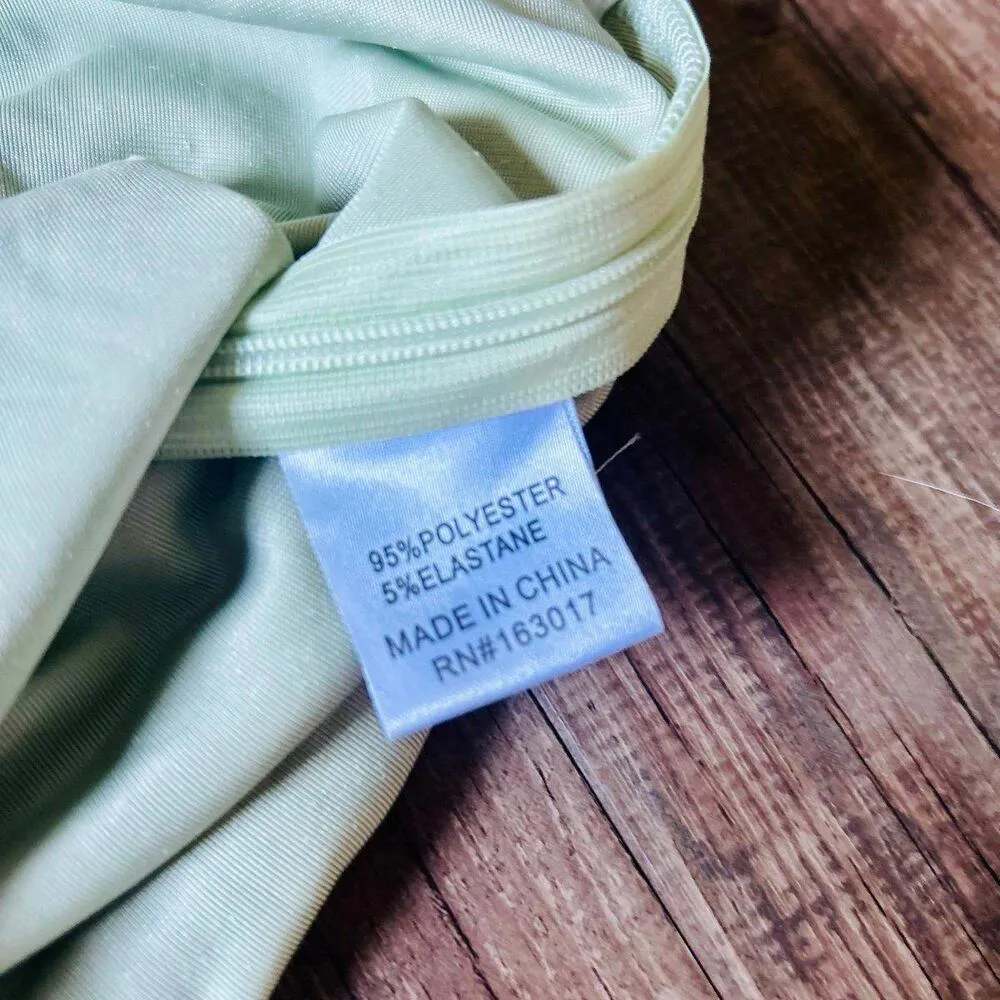 95%POLYESTER
5%ELASTANE
MADE IN CHINA
RN#163017